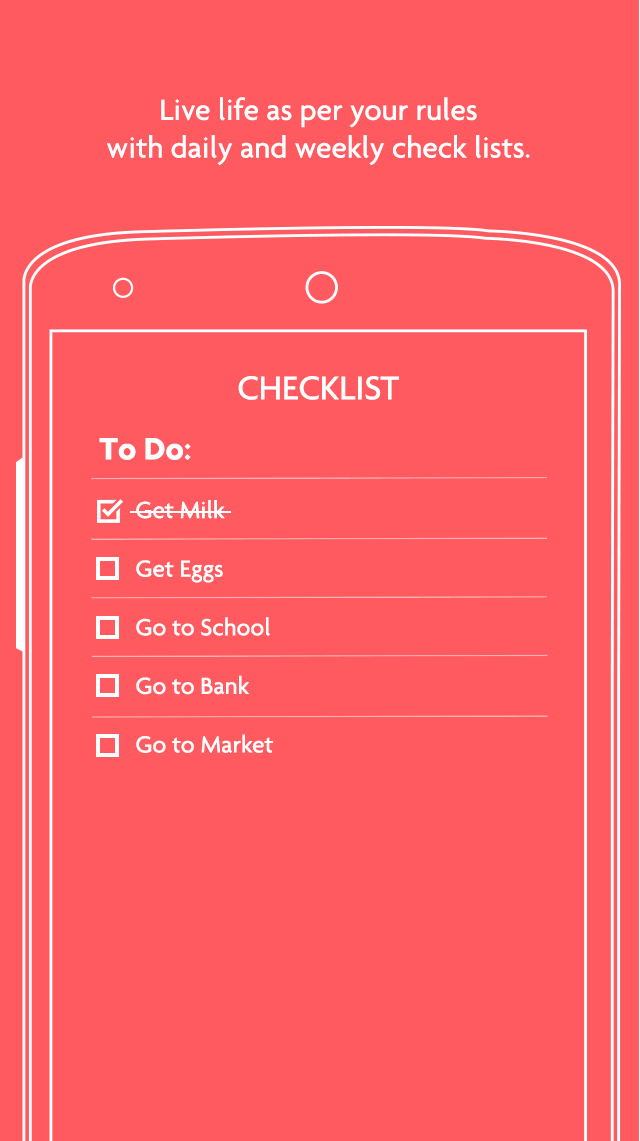 Live life as per your rules
with daily and weekly check lists.
CHECKLIST
To Do:
Get Milk
Get Eggs
Go to School
Go to Bank
Go to Market